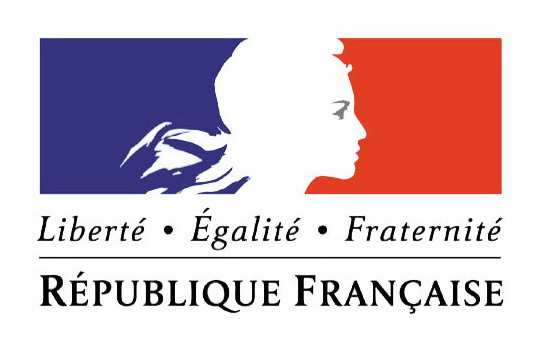 Liberté • Égalité • Fraternité
RÉPUBLIQUE FRANÇAISE